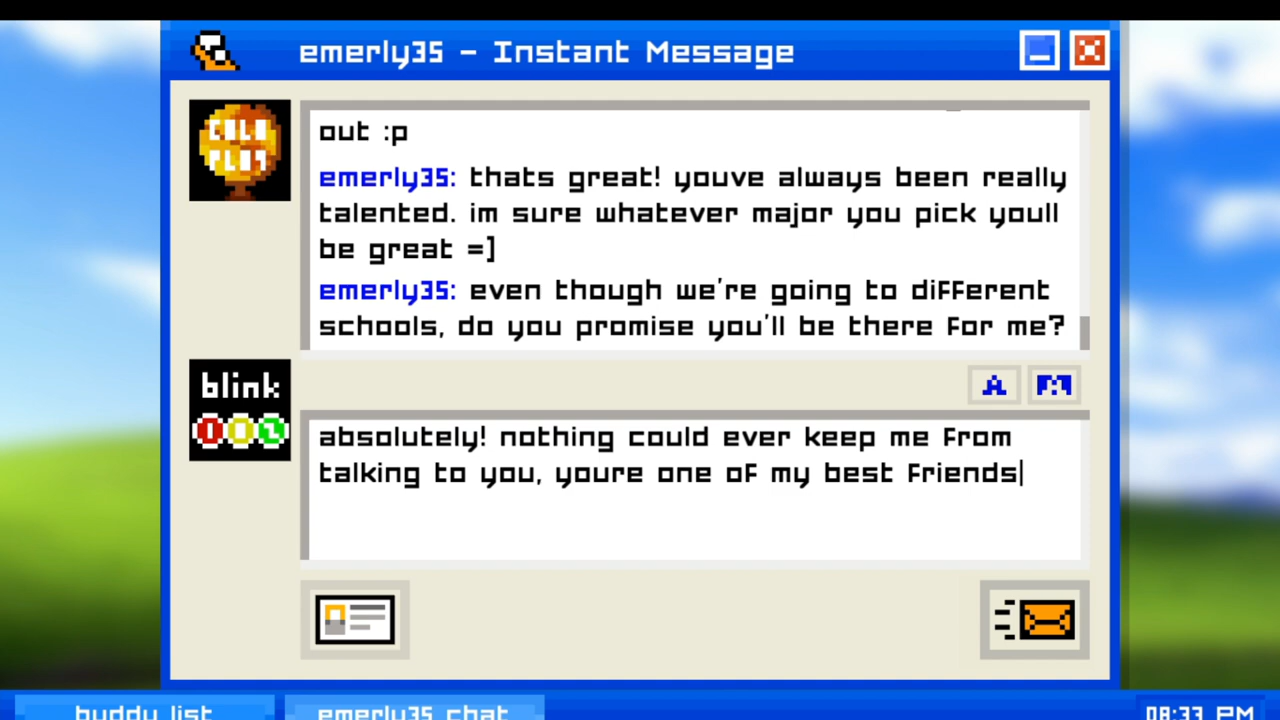 emerly35 - Instant Message
COLD
PLAY
out :p
emerly35: thats great! youve always been really
talented. im sure whatever major you pick youll
be great =]
emerly35: even though we're going to different
schools, do you promise you'll be there for me?
blink
182
A M
absolutely! nothing could ever keep me from
talking to you, youre one of my best friends
buddy list
emerly35 chat
08:33 PM